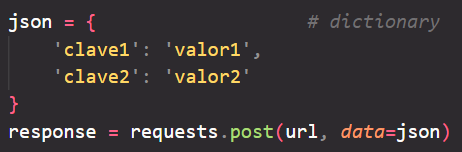 json = { # dictionary
'clave1': 'valor1',
'clave2': 'valor2'
}
response = requests.post(url, data=json)